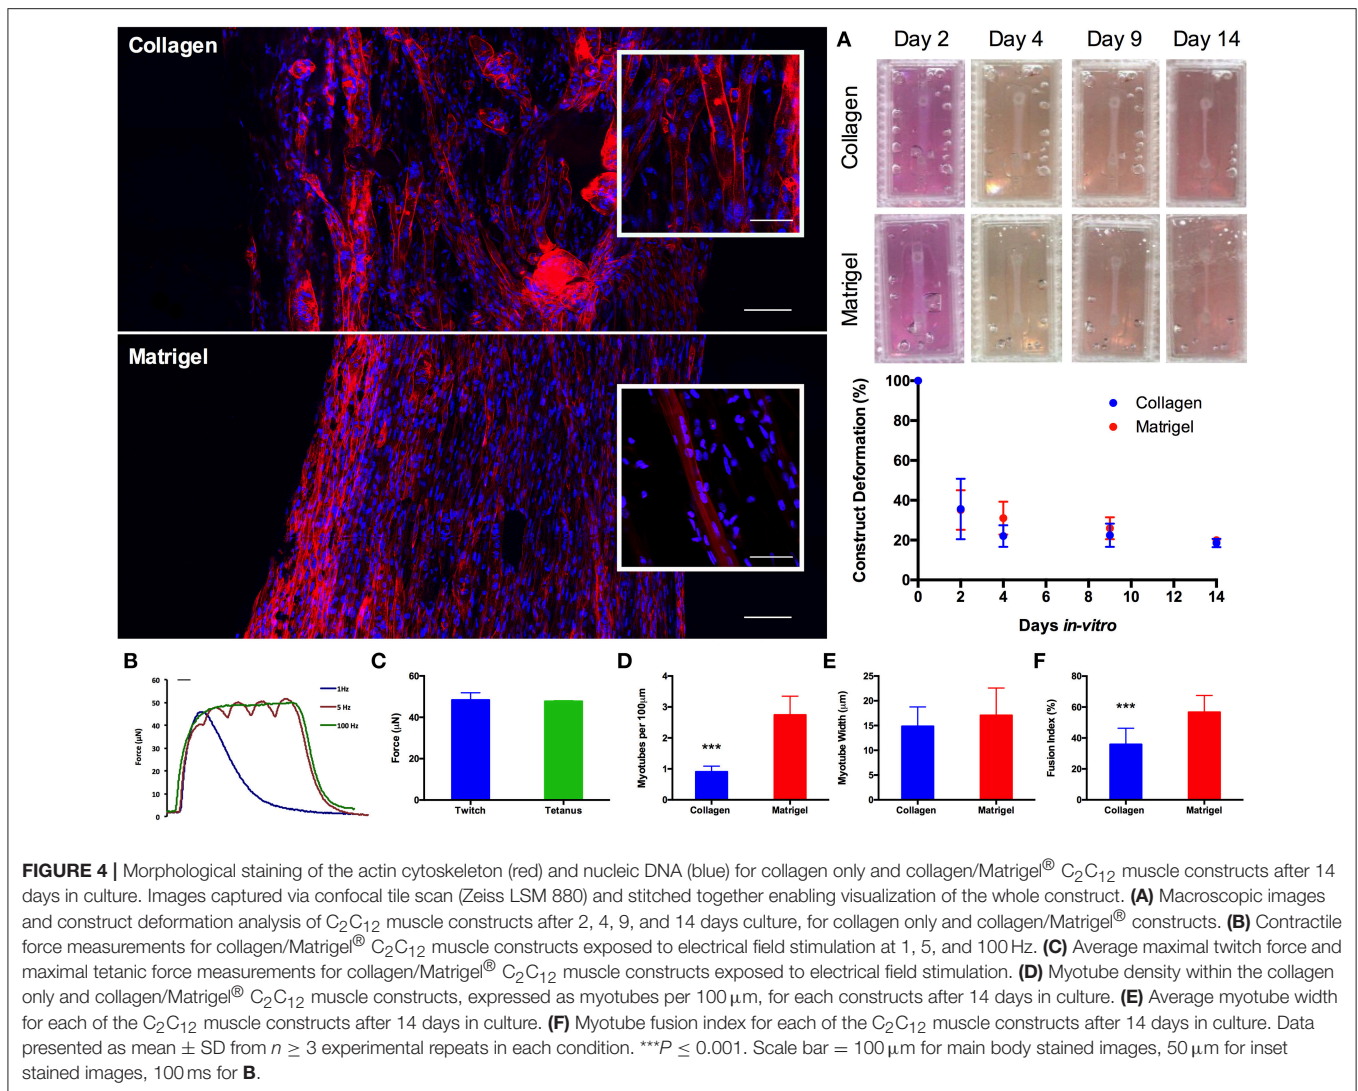 Collagen
Matrigel
A
Day 2 Day 4 Day 9 Day 14
Collagen
Matrigel
Construct Deformation (%)
100
80
60
40
20
0
Collagen
Matrigel
0 2 4 6 8 10 12 14
Days in-vitro
B
Force (µN)
60
50
40
30
20
10
0
1Hz
5 Hz
100 Hz
C
Force (µN)
60
40
20
0
Twitch Tetanus
D
Myotubes per 100µm
4
3
2
1
0
***
Collagen Matrigel
E
Myotube Width (µm)
25
20
15
10
5
0
Collagen Matrigel
F
Fusion Index (%)
80
60
40
20
0
***
Collagen Matrigel
FIGURE 4 | Morphological staining of the actin cytoskeleton (red) and nucleic DNA (blue) for collagen only and collagen/Matrigel® C2C12 muscle constructs after 14
days in culture. Images captured via confocal tile scan (Zeiss LSM 880) and stitched together enabling visualization of the whole construct. (A) Macroscopic images
and construct deformation analysis of C2C12 muscle constructs after 2, 4, 9, and 14 days culture, for collagen only and collagen/Matrigel® constructs. (B) Contractile
force measurements for collagen/Matrigel® C2C12 muscle constructs exposed to electrical field stimulation at 1, 5, and 100 Hz. (C) Average maximal twitch force and
maximal tetanic force measurements for collagen/Matrigel® C2C12 muscle constructs exposed to electrical field stimulation. (D) Myotube density within the collagen
only and collagen/Matrigel® C2C12 muscle constructs, expressed as myotubes per 100 µm, for each constructs after 14 days in culture. (E) Average myotube width
for each of the C2C12 muscle constructs after 14 days in culture. (F) Myotube fusion index for each of the C2C12 muscle constructs after 14 days in culture. Data
presented as mean ± SD from n ≥ 3 experimental repeats in each condition. ***P ≤ 0.001. Scale bar = 100 µm for main body stained images, 50 µm for inset
stained images, 100 ms for B.